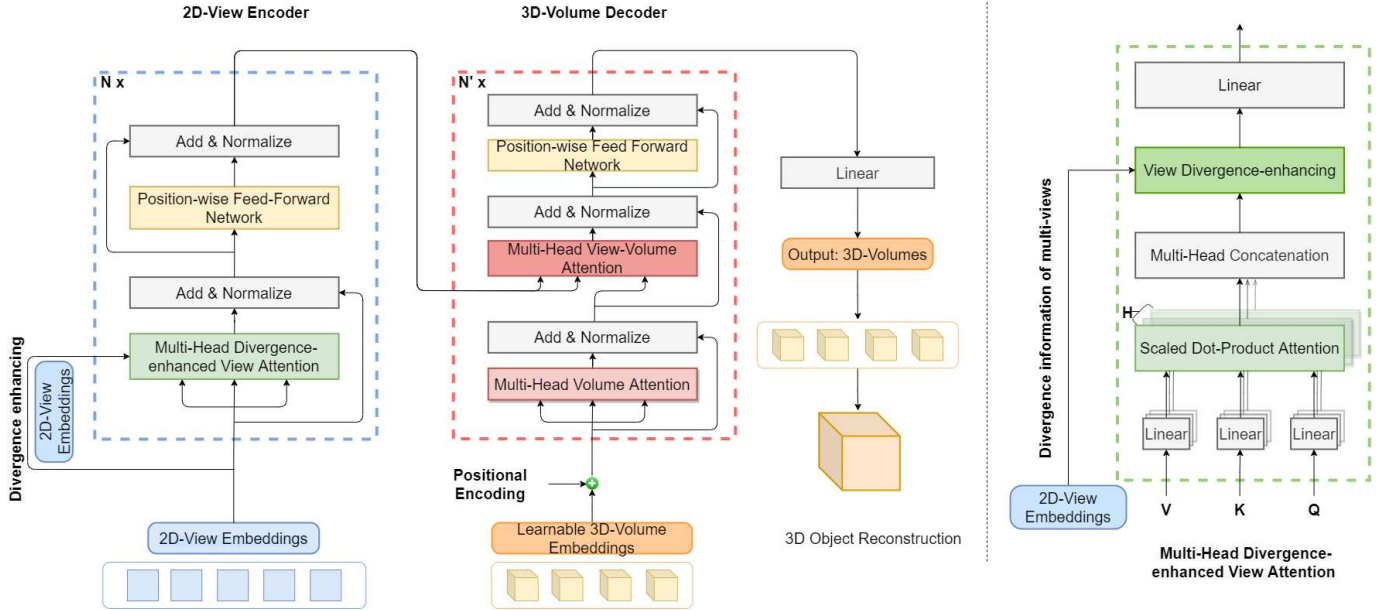 2D-View Encoder
N x
Add & Normalize
Position-wise Feed-Forward
Network
Add & Normalize
Multi-Head Divergence-
enhanced View Attention
Divergence enhancing
2D-View
Embeddings
2D-View Embeddings
3D-Volume Decoder
N' x
Add & Normalize
Position-wise Feed Forward
Network
Add & Normalize
Multi-Head View-Volume
Attention
Add & Normalize
Multi-Head Volume Attention
Positional
Encoding
Learnable 3D-Volume
Embeddings
Linear
Output: 3D-Volumes
3D Object Reconstruction
Linear
View Divergence-enhancing
Multi-Head Concatenation
H
Scaled Dot-Product Attention
Linear
Linear
Linear
Divergence information of multi-views
2D-View
Embeddings
V
K
Q
Multi-Head Divergence-
enhanced View Attention